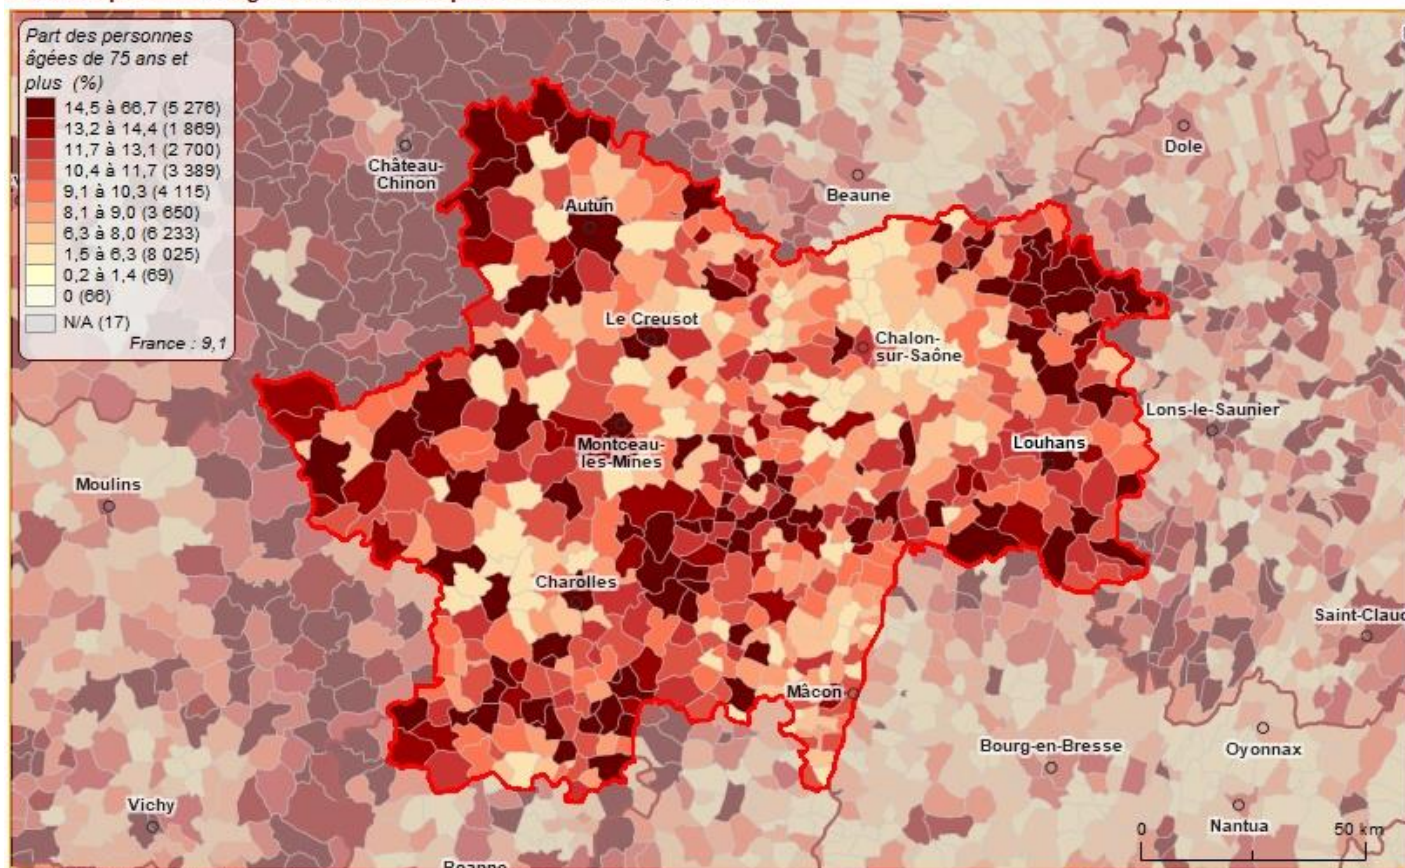 Part des personnes
âgées de 75 ans et
plus (%)
14,5 à 66,7 (5 276)
13,2 à 14,4 (1 869)
11,7 à 13,1 (2 700)
10,4 à 11,7 (3 389)
9,1 à 10,3 (4 115)
8,1 à 9,0 (3 650)
6,3 à 8,0 (6 233)
1,5 à 6,3 (8 025)
0,2 à 1,4 (69)
0 (66)
N/A (17)
France : 9,1
Château-
Chinon
Dole
Beaune
Autun
Le Creusot
Chalon-
sur-Saône
Lons-le-Saunier
Montceau-
les-Mines
Louhans
Moulins
Charolles
Saint-Claud
Mâcon
Bourg-en-Bresse
Oyonnax
Vichy
Nantua
0 50 km